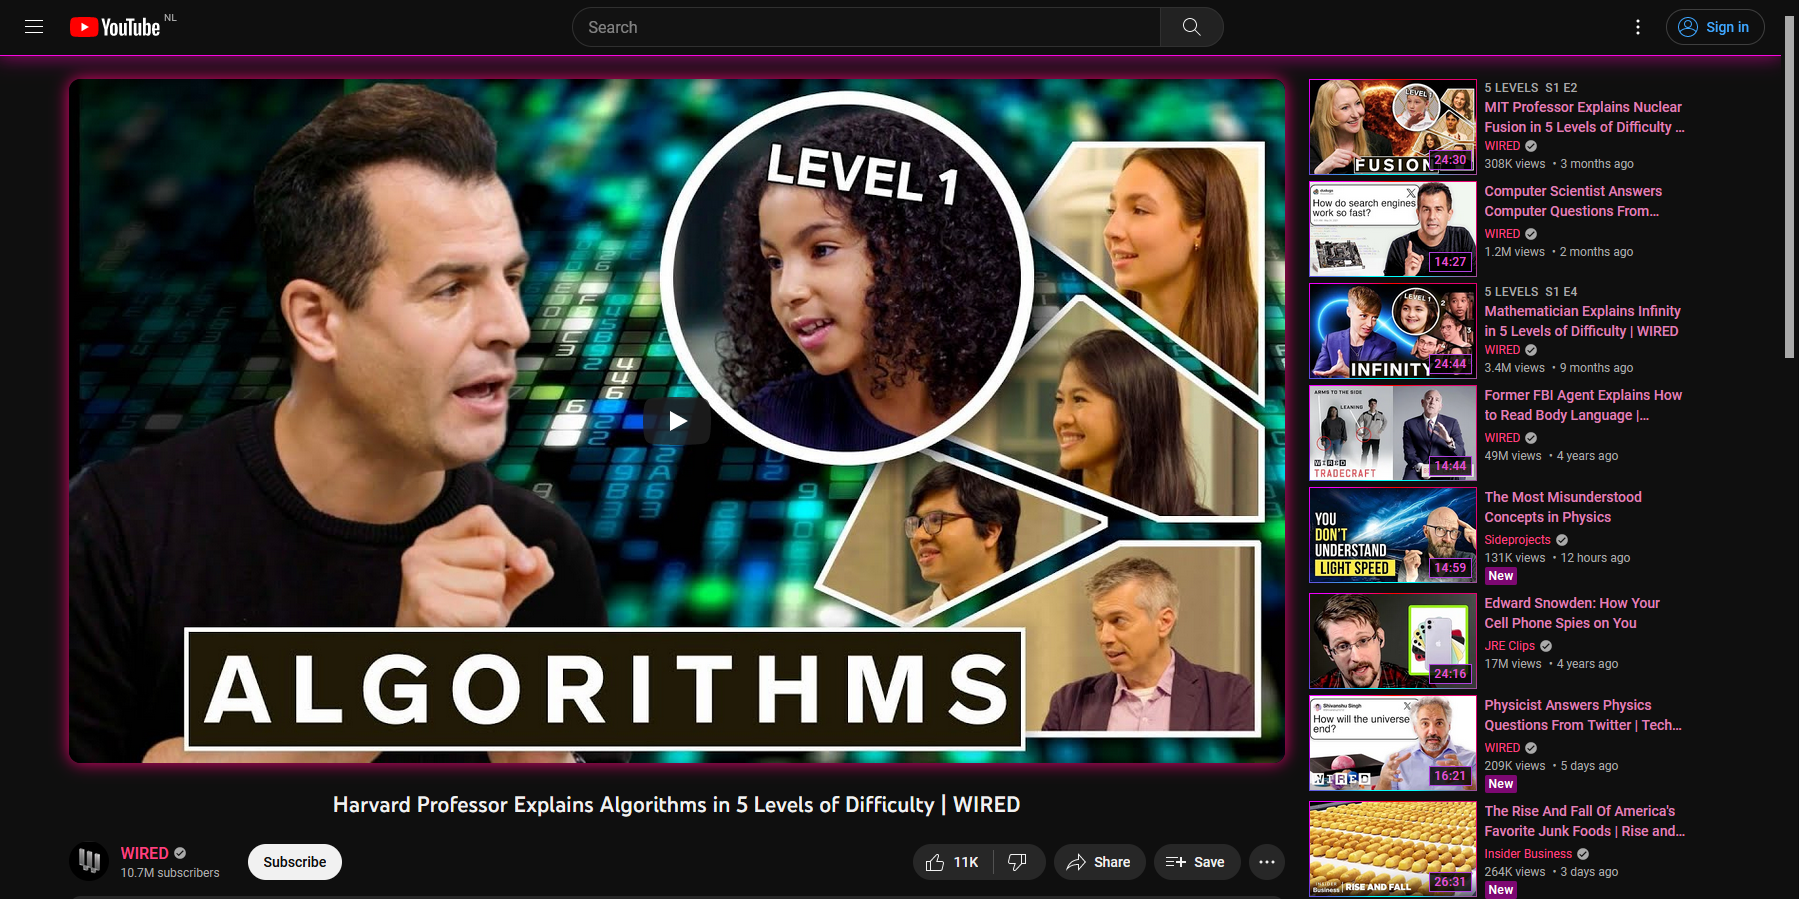 YouTube NL
Search
Sign in
LEVEL 1
ALGORITHMS
Harvard Professor Explains Algorithms in 5 Levels of Difficulty | WIRED
WIRED
10.7M subscribers
Subscribe
11K
Share
Save
LEVEL 1
FUSION
24:30
5 LEVELS S1 E2
MIT Professor Explains Nuclear
Fusion in 5 Levels of Difficulty ...
WIRED
308K views • 3 months ago
How do search engines
work so fast?
14:27
Computer Scientist Answers
Computer Questions From...
WIRED
1.2M views • 2 months ago
LEVEL 1
2
3
INFINITY
24:44
5 LEVELS S1 E4
Mathematician Explains Infinity
in 5 Levels of Difficulty | WIRED
WIRED
3.4M views • 9 months ago
ARMS TO THE SIDE
LEANING
WIRED
TRADECRAFT
14:44
Former FBI Agent Explains How
to Read Body Language |...
WIRED
49M views • 4 years ago
YOU
DON'T
UNDERSTAND
LIGHT SPEED
14:59
The Most Misunderstood
Concepts in Physics
Sideprojects
131K views • 12 hours ago
New
24:16
Edward Snowden: How Your
Cell Phone Spies on You
JRE Clips
17M views • 4 years ago
Shivanshu Singh
How will the universe
end?
WIRED
16:21
Physicist Answers Physics
Questions From Twitter | Tech...
WIRED
209K views • 5 days ago
New
INSIDER
Business | RISE AND FALL
26:31
The Rise And Fall Of America's
Favorite Junk Foods | Rise and...
Insider Business
264K views • 3 days ago
New